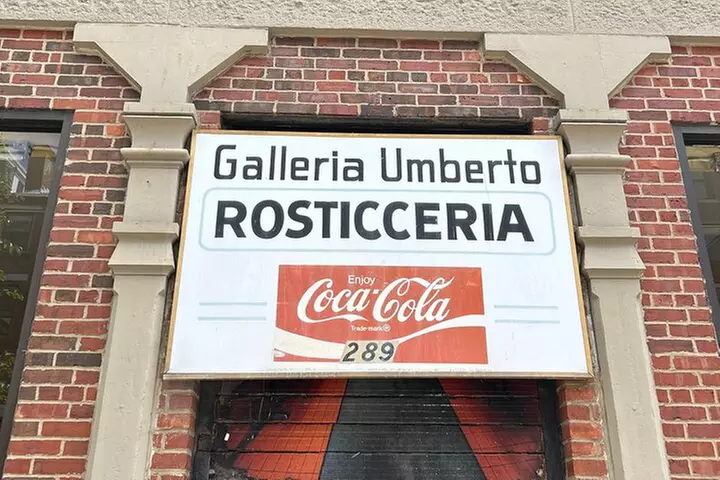 Galleria Umberto
ROSTICCERIA
Enjoy
Coca-Cola
Trade-mark®
289